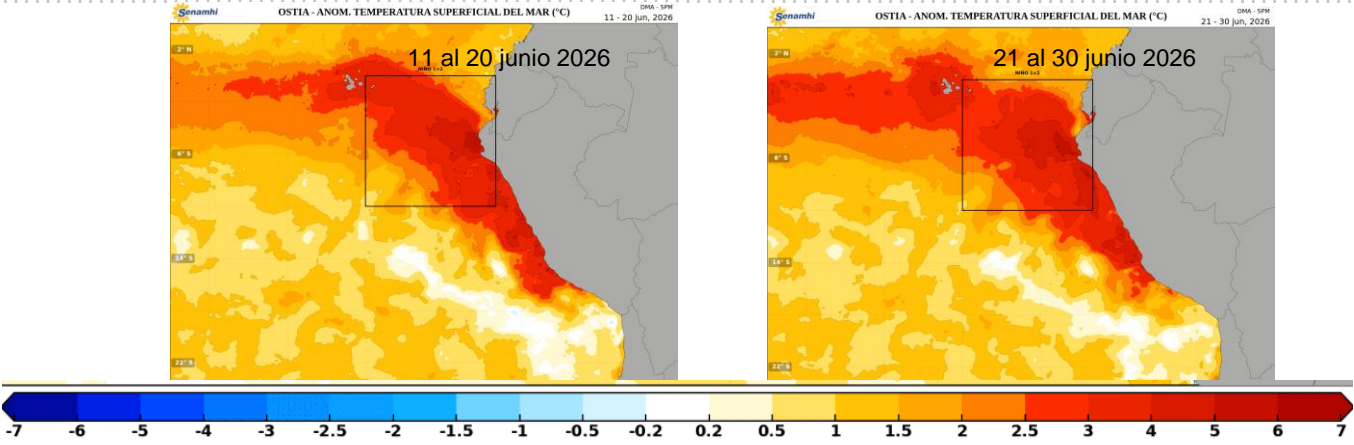 Senamhi
OSTIA - ANOM. TEMPERATURA SUPERFICIAL DEL MAR (°C)
DMA - SPM
11 - 20 jun, 2026
11 al 20 junio 2026
NIÑO 1+2
2° N
6° S
14° S
22° S
Senamhi
OSTIA - ANOM. TEMPERATURA SUPERFICIAL DEL MAR (°C)
DMA - SPM
21 - 30 jun, 2026
21 al 30 junio 2026
NIÑO 1+2
2° N
6° S
14° S
22° S
-7 -6 -5 -4 -3 -2.5 -2 -1.5 -1 -0.5 -0.2 0.2 0.5 1 1.5 2 2.5 3 4 5 6 7